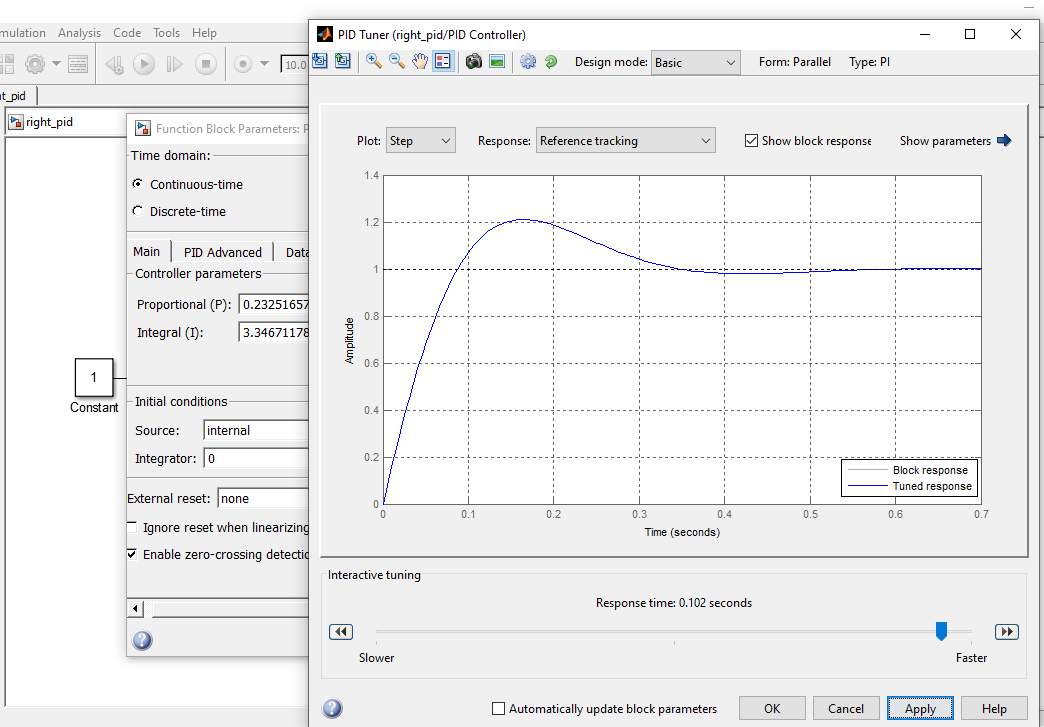 PID Tuner (right_pid/PID Controller)
mulation Analysis Code Tools Help
10.0
Design mode: Basic Form: Parallel Type: PI
t_pid
right_pid
Function Block Parameters: P
Time domain:
Continuous-time
Discrete-time
Main PID Advanced Data
Controller parameters
Proportional (P): 0.23251657
Integral (I): 3.34671178
1
Constant
Initial conditions
Source: internal
Integrator: 0
External reset: none
Ignore reset when linearizing
Enable zero-crossing detectio
Plot: Step Response: Reference tracking Show block response Show parameters
1.4
1.2
1
0.8
0.6
0.4
0.2
0
Amplitude
Block response
Tuned response
0 0.1 0.2 0.3 0.4 0.5 0.6 0.7
Time (seconds)
Interactive tuning
Response time: 0.102 seconds
Slower Faster
Automatically update block parameters OK Cancel Apply Help